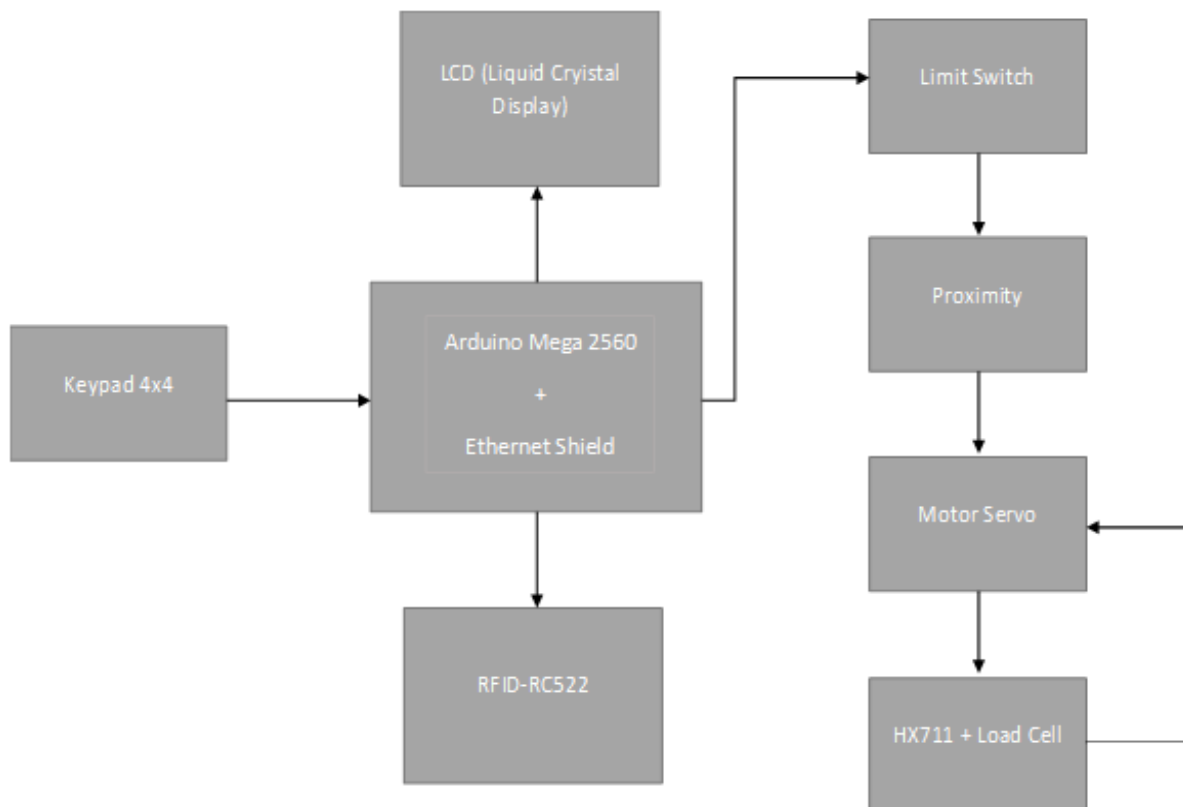 LCD (Liquid Cryistal
Display)
Limit Switch
Proximity
Arduino Mega 2560
+
Ethernet Shield
Keypad 4x4
Motor Servo
RFID-RC522
HX711 + Load Cell